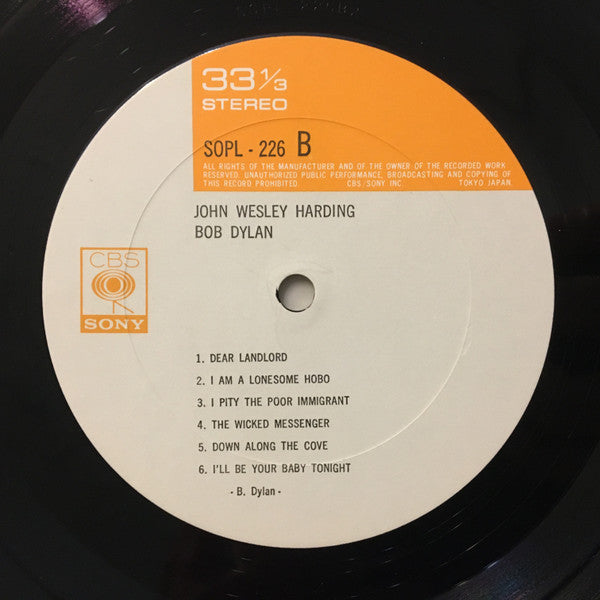 33 1/3
STEREO
SOPL - 226 B
ALL RIGHTS OF THE MANUFACTURER AND OF THE OWNER OF THE RECORDED WORK
RESERVED. UNAUTHORIZED PUBLIC PERFORMANCE, BROADCASTING AND COPYING OF
THIS RECORD PROHIBITED. CBS/SONY INC. TOKYO JAPAN.
JOHN WESLEY HARDING
BOB DYLAN
CBS
SONY
1. DEAR LANDLORD
2. I AM A LONESOME HOBO
3. I PITY THE POOR IMMIGRANT
4. THE WICKED MESSENGER
5. DOWN ALONG THE COVE
6. I'LL BE YOUR BABY TONIGHT
- B. Dylan -